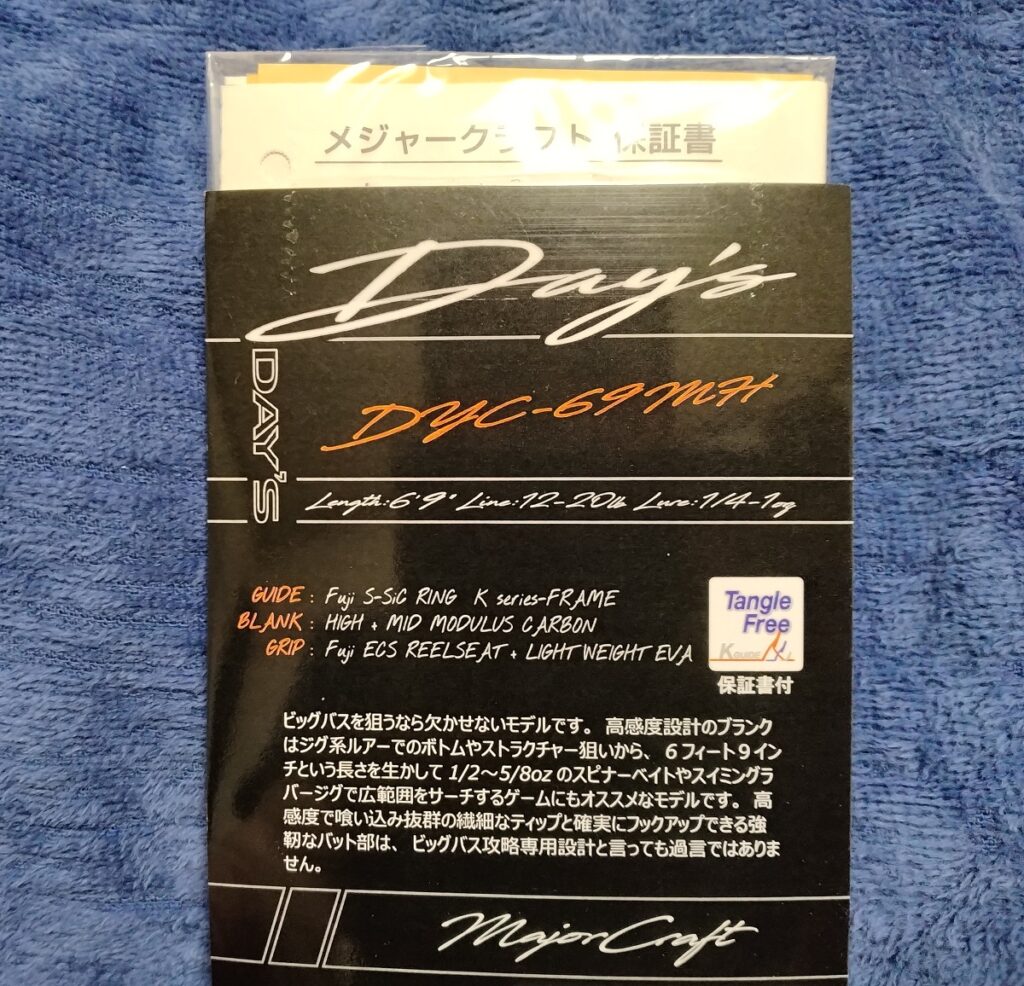 メジャークラフト 保証書
Day's
DAY'S
DYC-69MH
Length:6'9" Line:12-20lb Lure:1/4-1oz
GUIDE : Fuji S-SiC RING K series-FRAME
BLANK : HIGH + MID MODULUS CARBON
GRIP : Fuji ECS REELSEAT + LIGHT WEIGHT EVA
Tangle
Free
K GUIDE
保証書付
ビッグバスを狙うなら欠かせないモデルです。高感度設計のブランク
はジグ系ルアーでのボトムやストラクチャー狙いから、6フィート9イン
チという長さを生かして1/2～5/8ozのスピナーベイトやスイミングラ
バージグで広範囲をサーチするゲームにもオススメなモデルです。高
感度で喰い込み抜群の繊細なティップと確実にフックアップできる強
靭なバット部は、ビッグバス攻略専用設計と言っても過言ではありま
せん。
MajorCraft